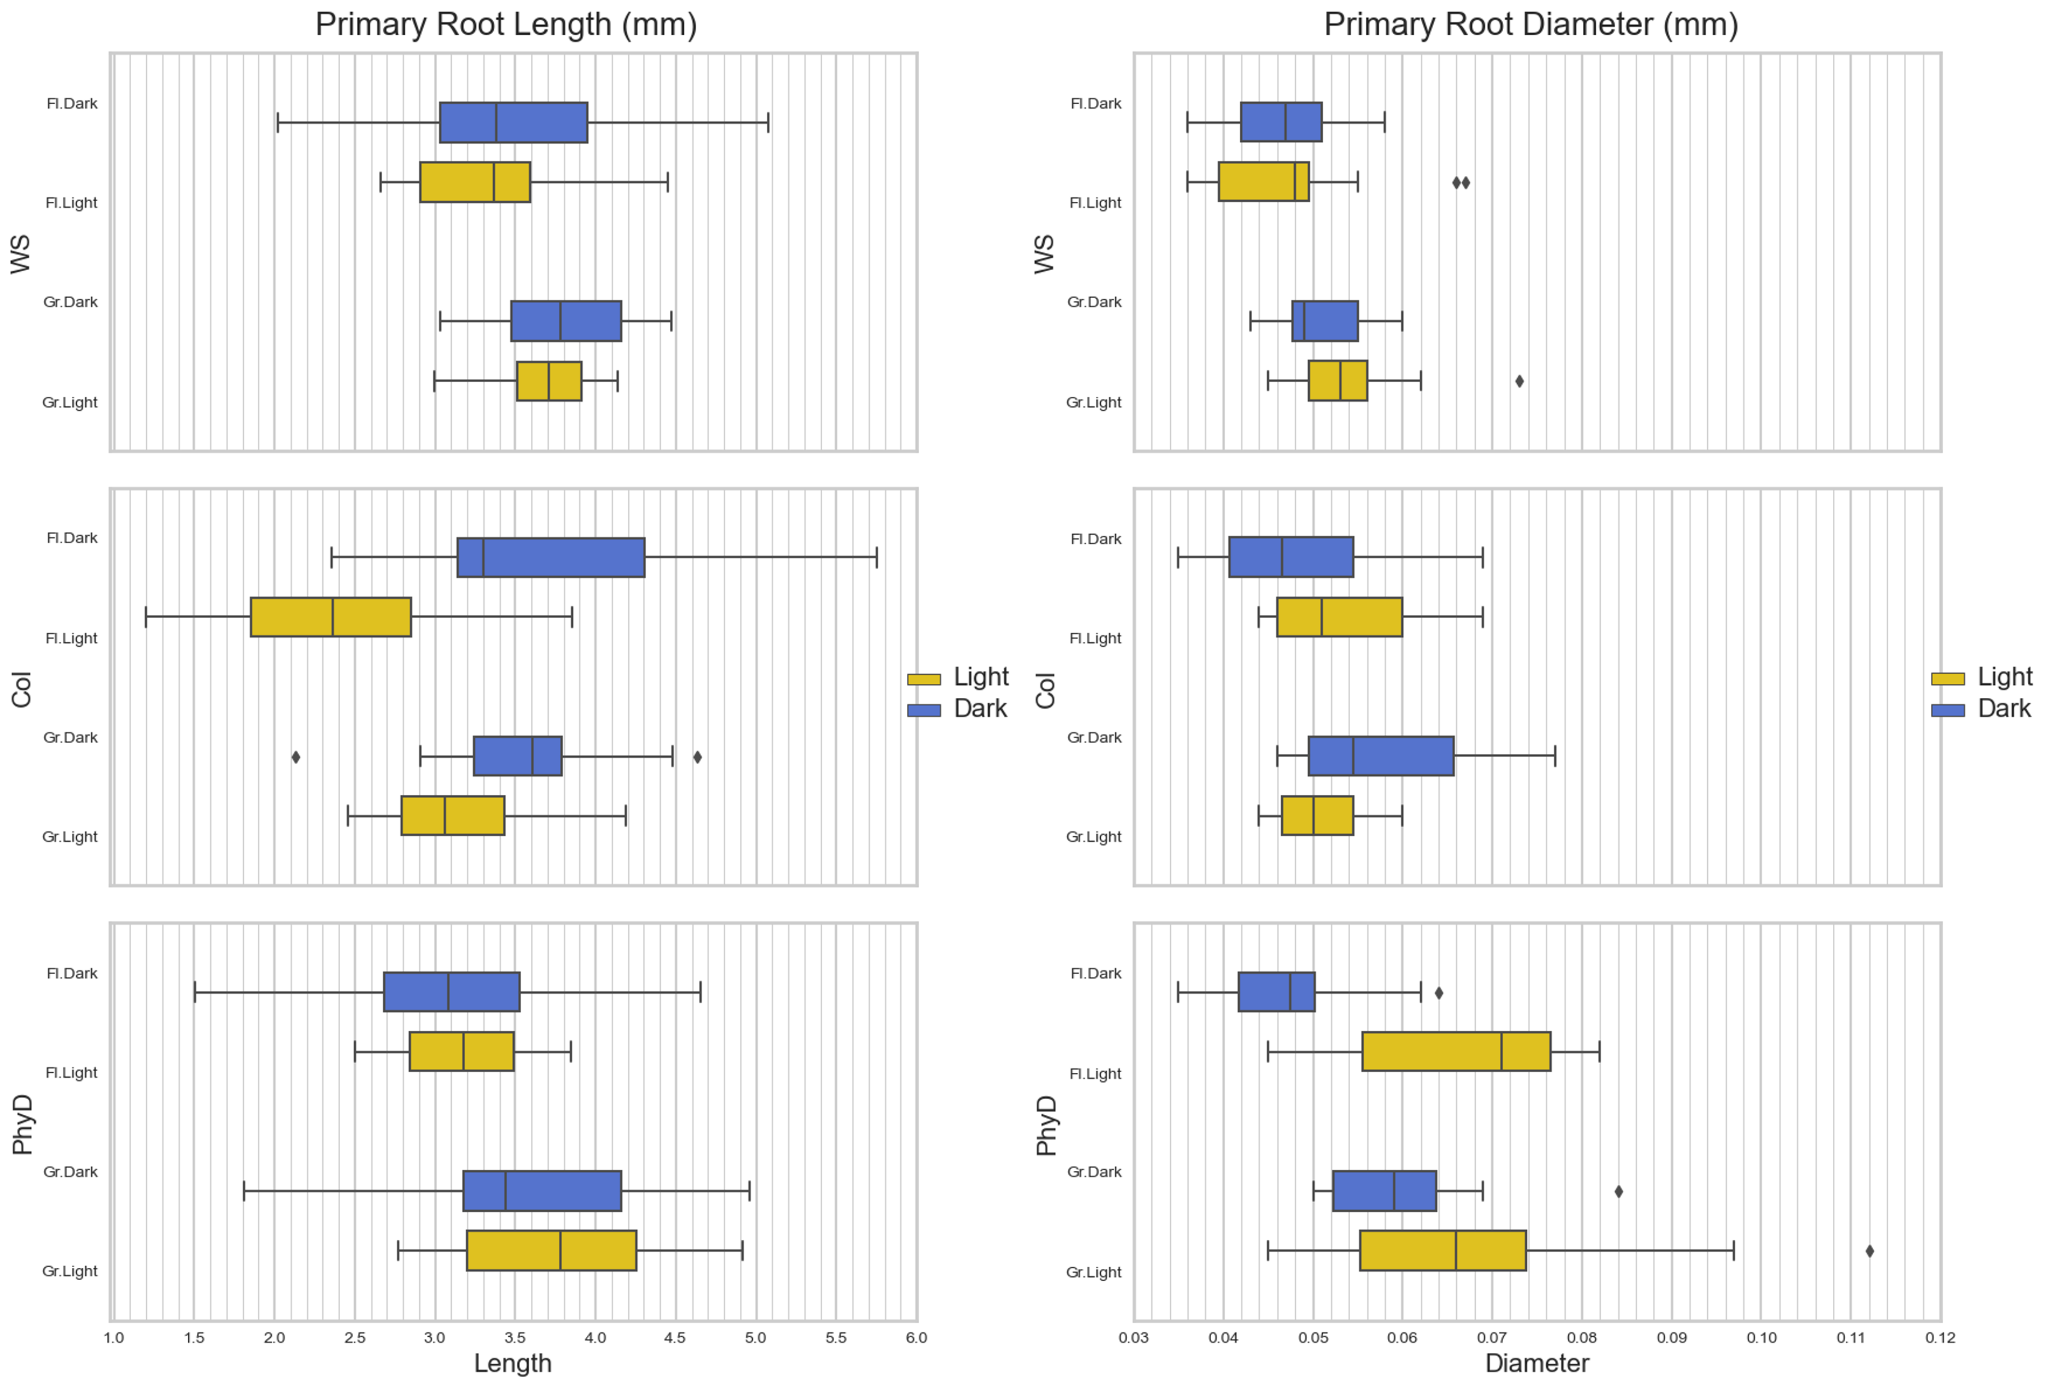 Primary Root Length (mm)
Fl.Dark
Fl.Light
WS
Gr.Dark
Gr.Light
Fl.Dark
Fl.Light
Col
Gr.Dark
Gr.Light
Light
Dark
Fl.Dark
Fl.Light
PhyD
Gr.Dark
Gr.Light
1.0 1.5 2.0 2.5 3.0 3.5 4.0 4.5 5.0 5.5 6.0
Length
Primary Root Diameter (mm)
Fl.Dark
Fl.Light
WS
Gr.Dark
Gr.Light
Fl.Dark
Fl.Light
Col
Gr.Dark
Gr.Light
Light
Dark
Fl.Dark
Fl.Light
PhyD
Gr.Dark
Gr.Light
0.03 0.04 0.05 0.06 0.07 0.08 0.09 0.10 0.11 0.12
Diameter